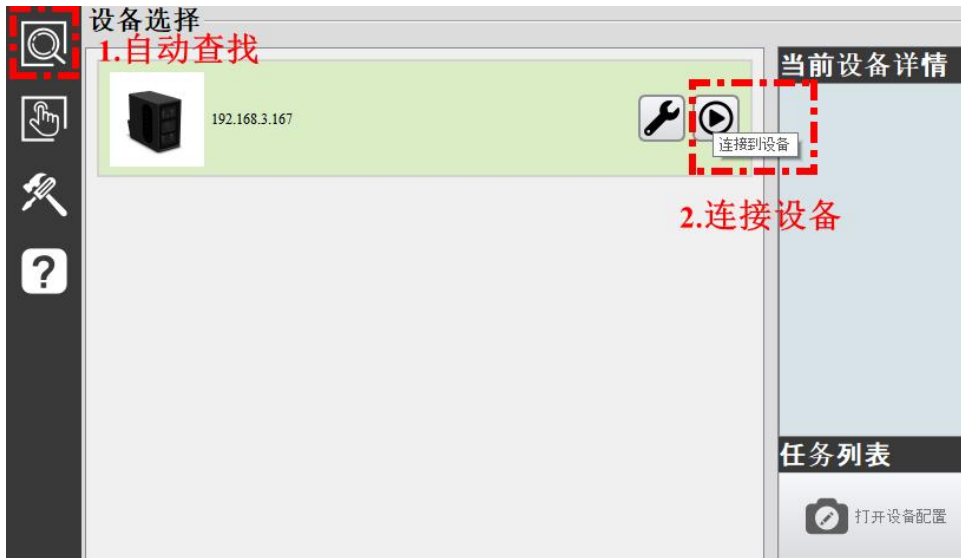 设备选择
1.自动查找
当前设备详情
192.168.3.167
连接到设备
2.连接设备
?
任务列表
打开设备配置